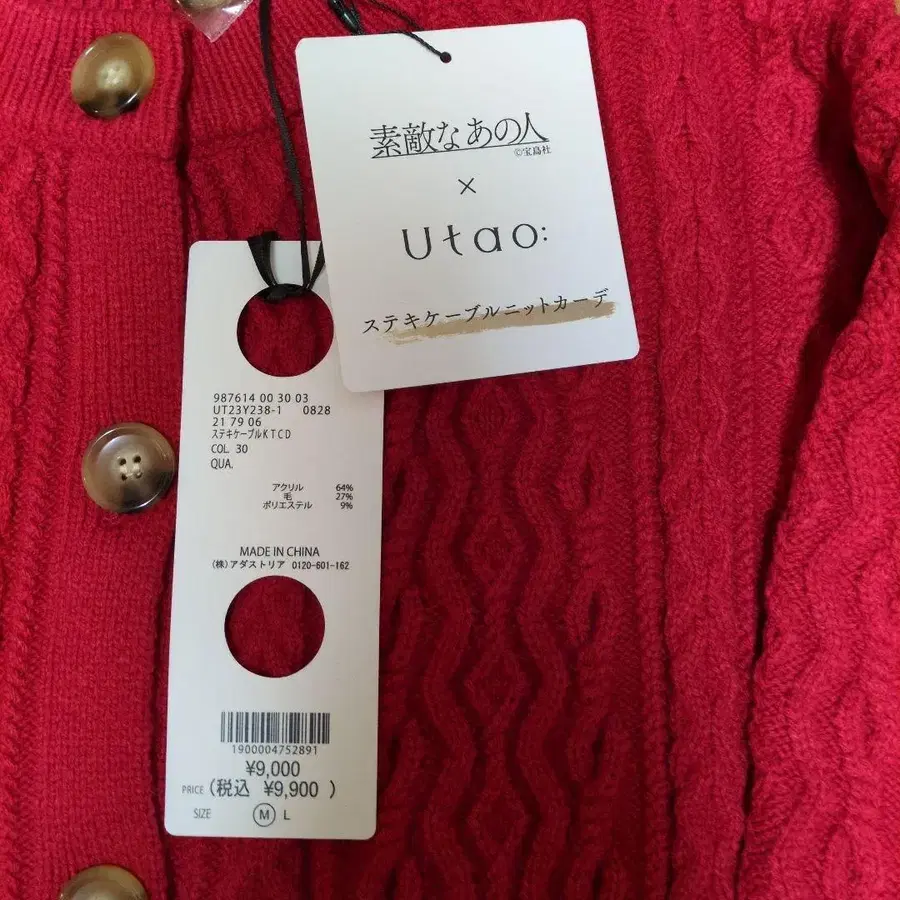 素敵なあの人
©宝島社
×
Utao:
ステキケーブルニットカーデ
987614 00 30 03
UT23Y238-1 0828
21 79 06
ステキケーブルKTCD
COL. 30
QUA.
アクリル 64%
毛 27%
ポリエステル 9%
MADE IN CHINA
(株)アダストリア 0120-601-162
1900004752891
¥9,000
PRICE (税込 ¥9,900 )
SIZE M L